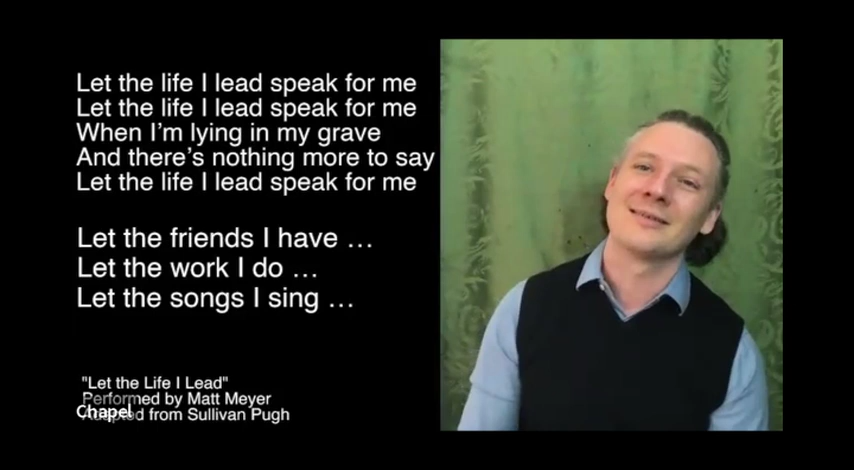 Let the life I lead speak for me
Let the life I lead speak for me
When I'm lying in my grave
And there's nothing more to say
Let the life I lead speak for me
Let the friends I have …
Let the work I do …
Let the songs I sing …
"Let the Life I Lead"
Performed by Matt Meyer
Adapted from Sullivan Pugh
Chapel